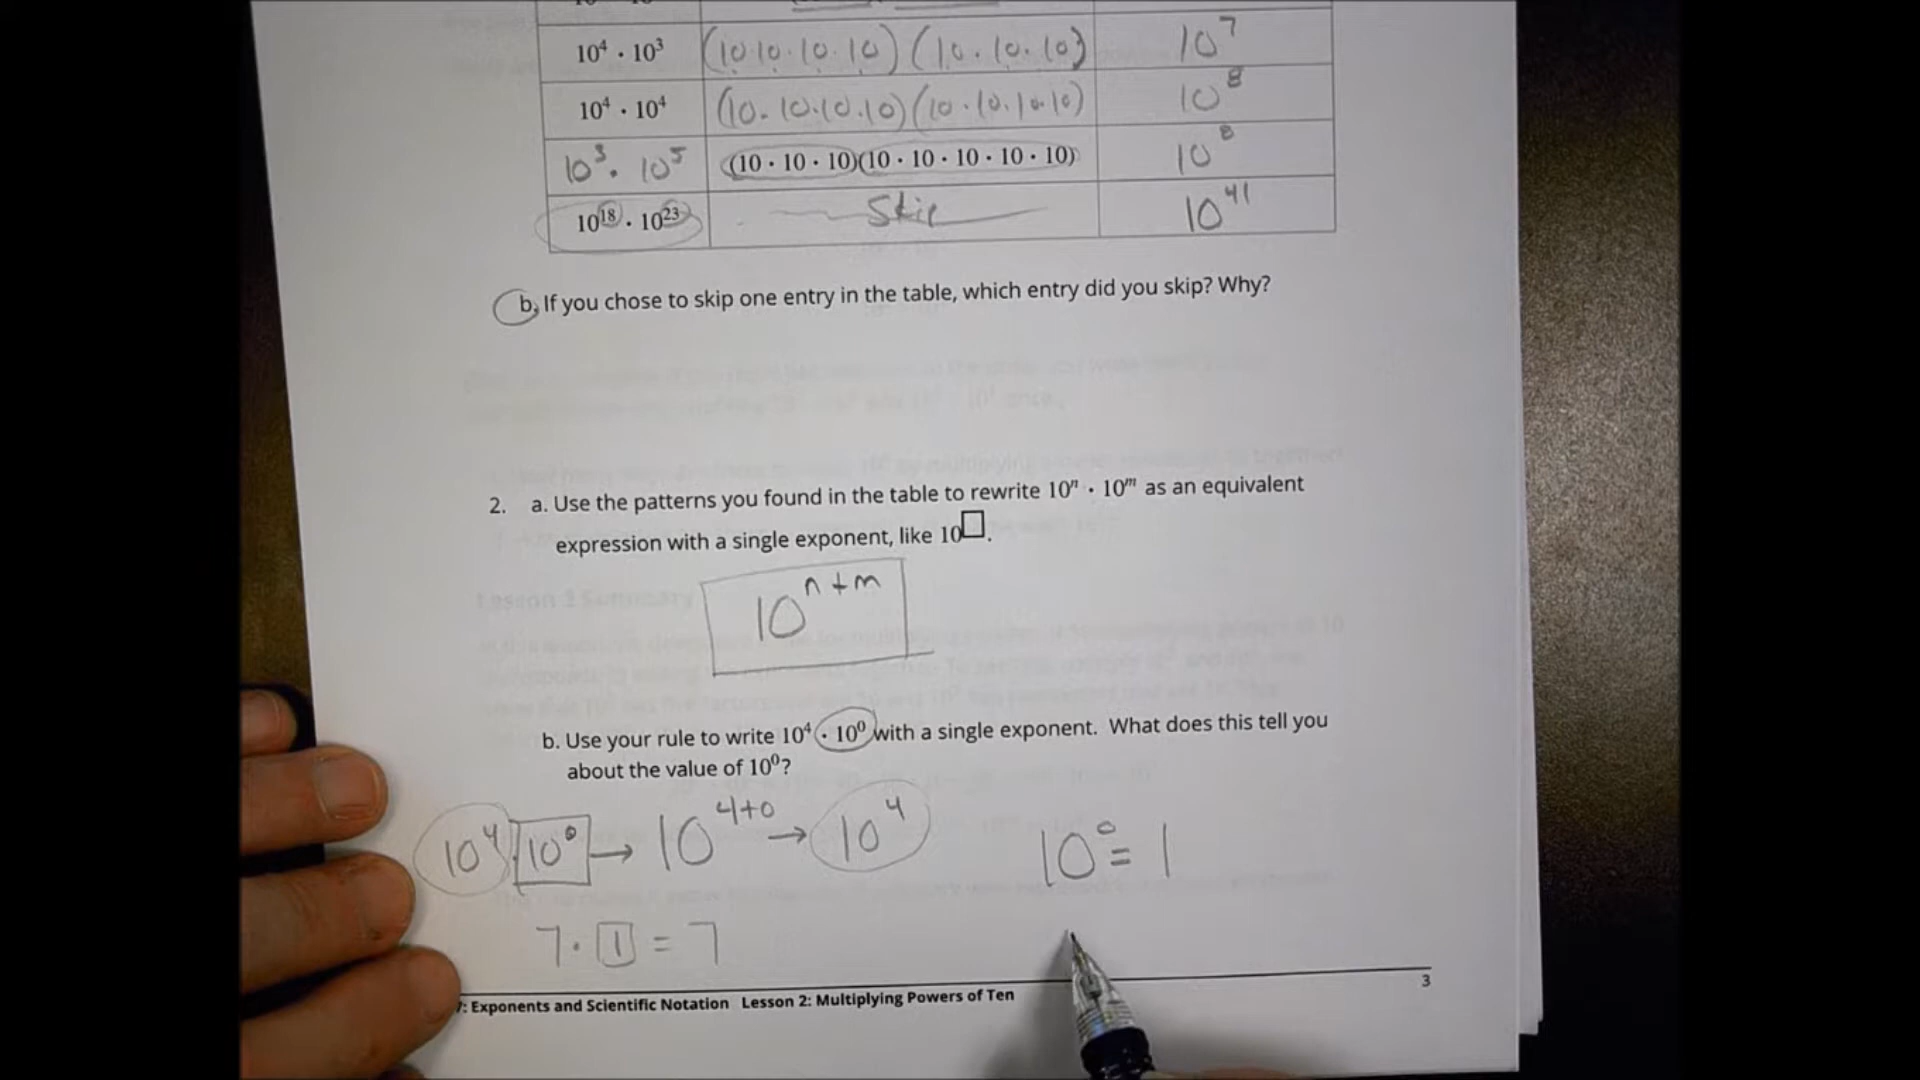 10⁴ · 10³ (10·10·10·10)(10·10·10) 10⁷
10⁴ · 10⁴ (10·10·10·10)(10·10·10·10) 10⁸
10³ · 10⁵ (10 · 10 · 10)(10 · 10 · 10 · 10 · 10) 10⁸
10¹⁸ · 10²³ Skip 10⁴¹
b. If you chose to skip one entry in the table, which entry did you skip? Why?
2. a. Use the patterns you found in the table to rewrite 10ⁿ · 10ᵐ as an equivalent
expression with a single exponent, like 10□.
10ⁿ⁺ᵐ
b. Use your rule to write 10⁴ · 10⁰ with a single exponent. What does this tell you
about the value of 10⁰?
10⁴ · 10⁰ → 10⁴⁺⁰ → 10⁴ 10⁰ = 1
7 · 1 = 7
7: Exponents and Scientific Notation Lesson 2: Multiplying Powers of Ten 3